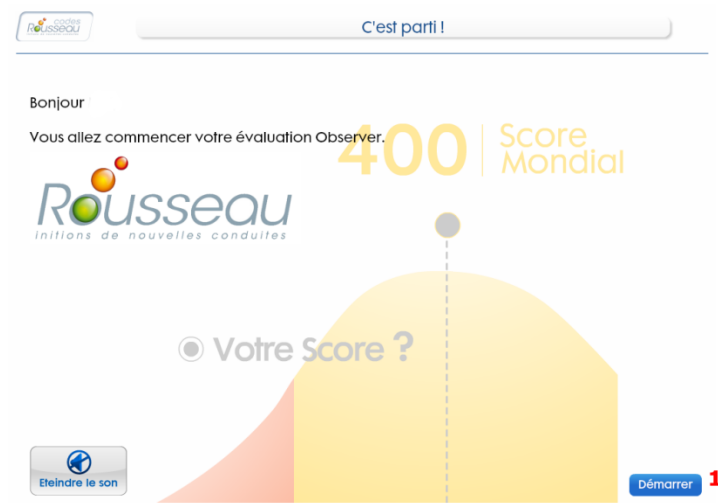 codes
Rousseau
C'est parti !
Bonjour
Vous allez commencer votre évaluation Observer.
400 Score
Mondial
Rousseau
initions de nouvelles conduites
Votre Score ?
Eteindre le son
Démarrer 1